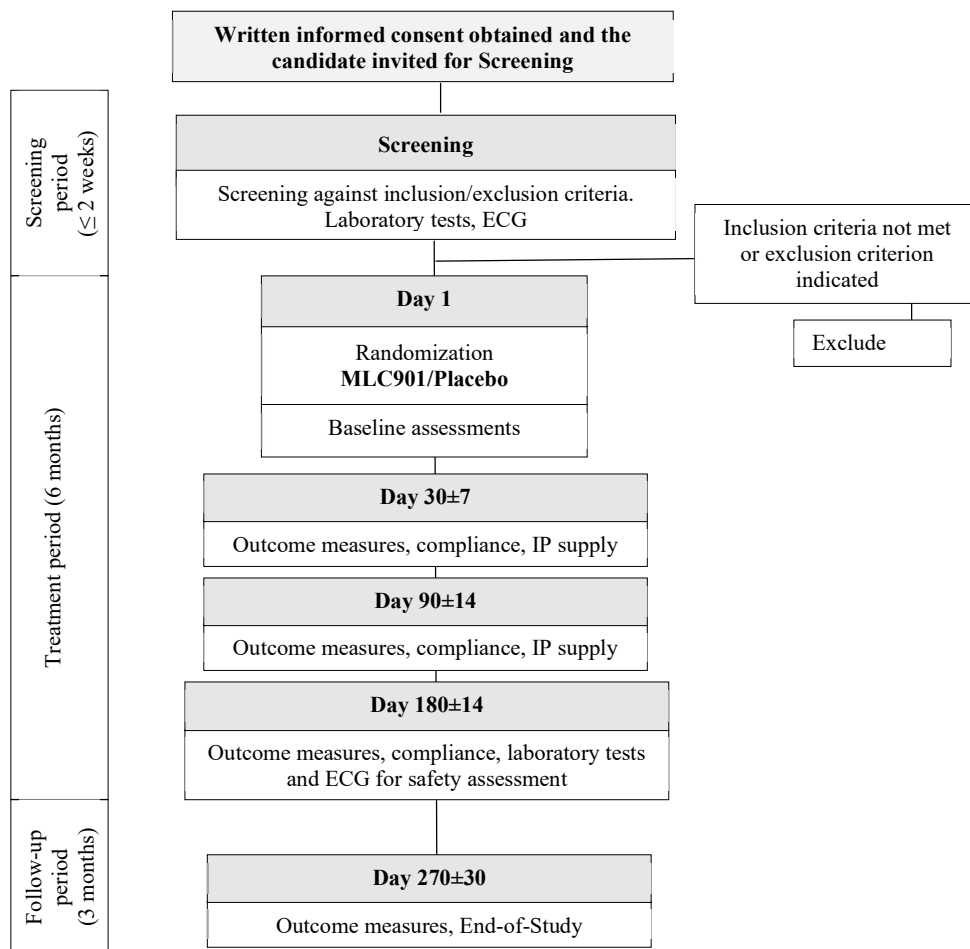 Written informed consent obtained and the
candidate invited for Screening
Screening
period
(≤ 2 weeks)
Screening
Screening against inclusion/exclusion criteria.
Laboratory tests, ECG
Inclusion criteria not met
or exclusion criterion
indicated
Exclude
Treatment period (6 months)
Day 1
Randomization
MLC901/Placebo
Baseline assessments
Day 30±7
Outcome measures, compliance, IP supply
Day 90±14
Outcome measures, compliance, IP supply
Day 180±14
Outcome measures, compliance, laboratory tests
and ECG for safety assessment
Follow-up
period
(3 months)
Day 270±30
Outcome measures, End-of-Study